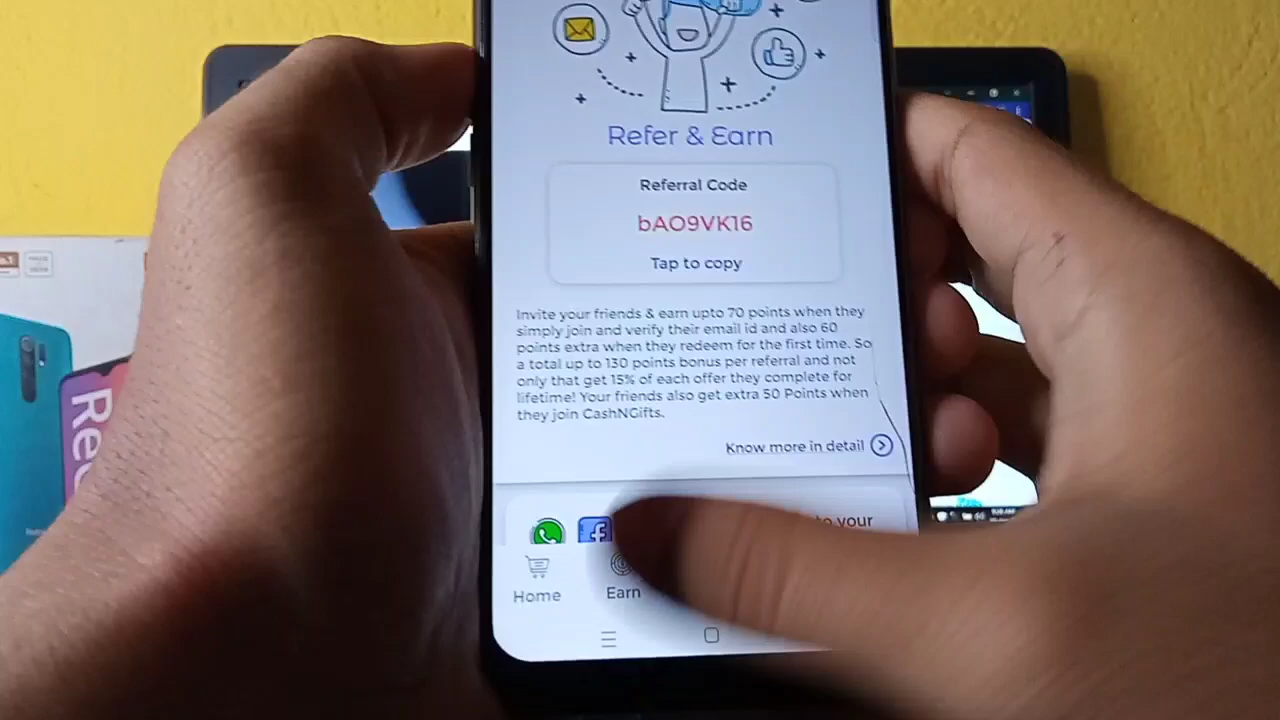 Refer & Earn
Referral Code
bAO9VK16
Tap to copy
Invite your friends & earn upto 70 points when they
simply join and verify their email id and also 60
points extra when they redeem for the first time. So
a total up to 130 points bonus per referral and not
only that get 15% of each offer they complete for
lifetime! Your friends also get extra 50 Points when
they join CashNGifts.
Know more in detail
to your
Home
Earn